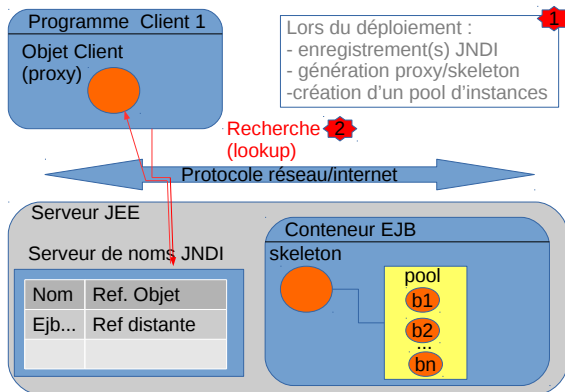 Programme Client 1
Objet Client
(proxy)
1
Lors du déploiement :
- enregistrement(s) JNDI
- génération proxy/skeleton
-création d'un pool d'instances
Recherche 2
(lookup)
Protocole réseau/internet
Serveur JEE
Serveur de noms JNDI
Nom Ref. Objet
Ejb... Ref distante
Conteneur EJB
skeleton
pool
b1
b2
...
bn